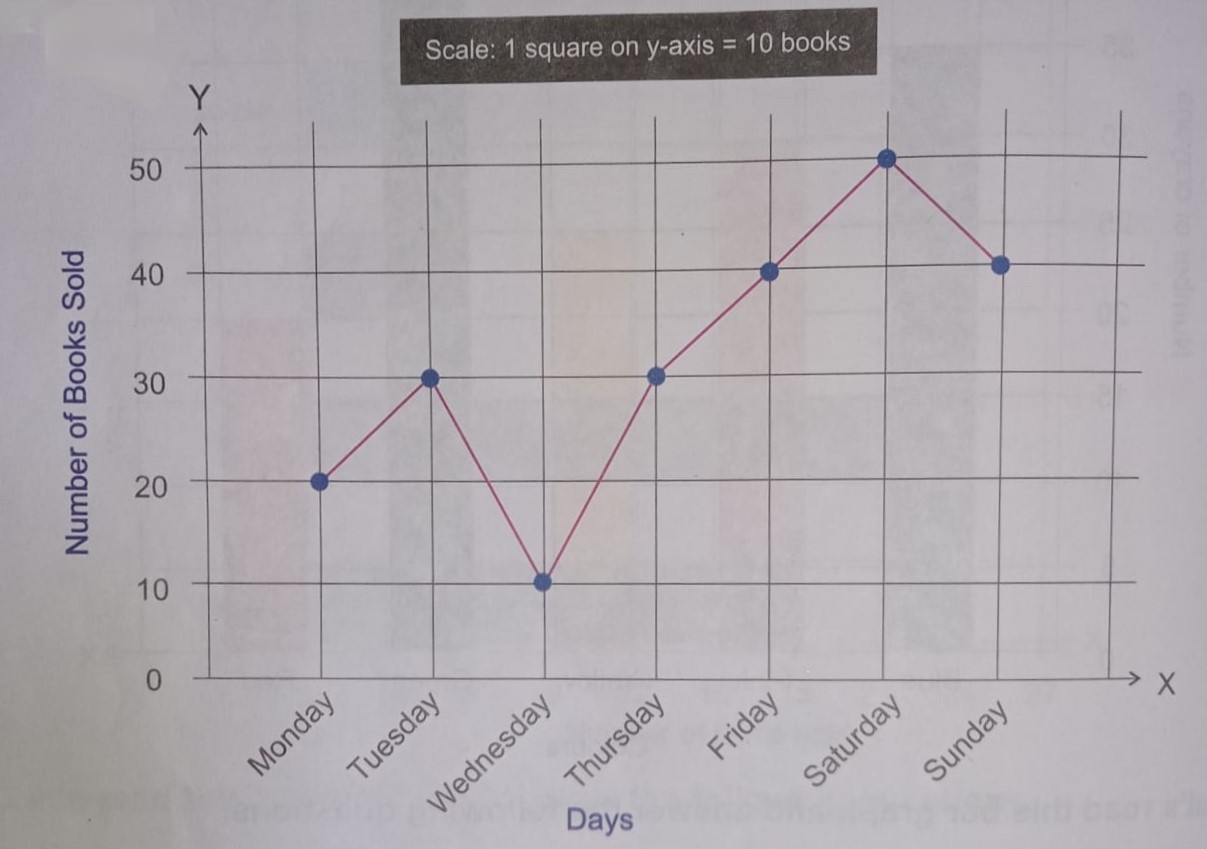 Scale: 1 square on y-axis = 10 books
Y
50
40
30
20
10
0
Number of Books Sold
X
Monday
Tuesday
Wednesday
Thursday
Friday
Saturday
Sunday
Days